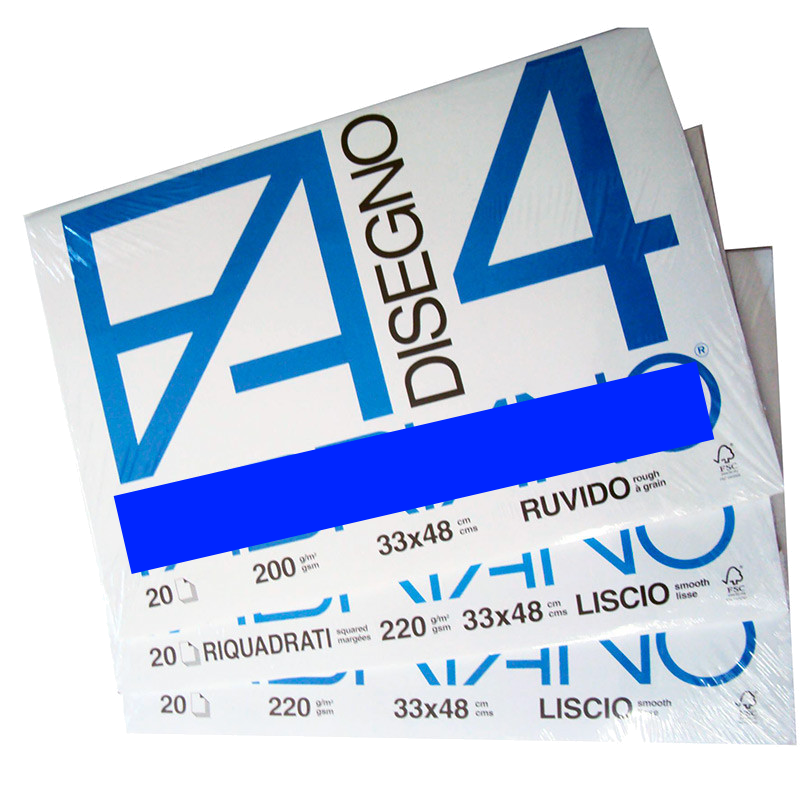 FA
DISEGNO
4
®
RUVIDO rough à grain
20 200 g/m² gsm 33x48 cm cms
FSC
20 RIQUADRATI squared margées 220 g/m² gsm 33x48 cm cms LISCIO smooth lisse
FSC
20 220 g/m² gsm 33x48 cm cms LISCIO smooth